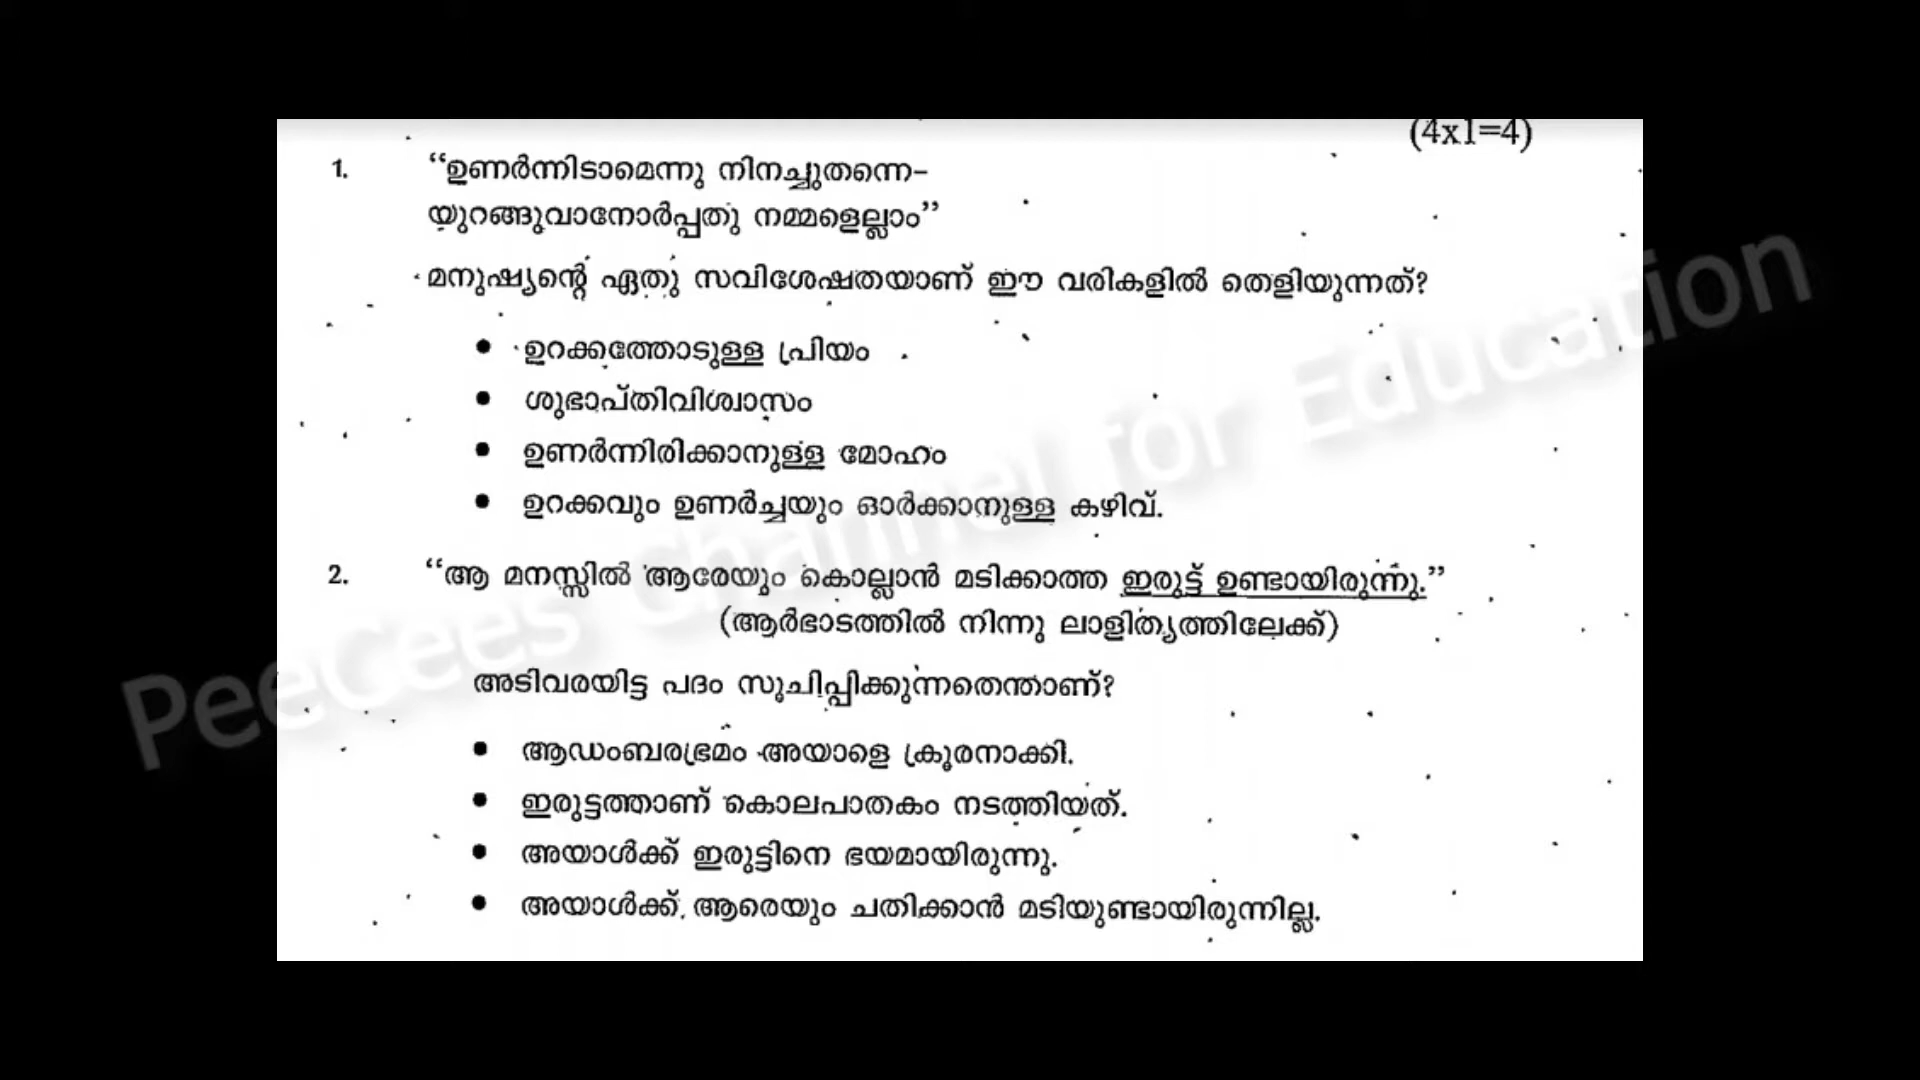 (4x1=4)
1. “ഉണർന്നിടാമെന്നു നിനച്ചുതന്നെ-
യുറങ്ങുവാനോർപ്പതു നമ്മളെല്ലാം”
മനുഷ്യന്റെ ഏതു സവിശേഷതയാണ് ഈ വരികളിൽ തെളിയുന്നത്?
• ഉറക്കത്തോടുള്ള പ്രിയം
• ശുഭാപ്തിവിശ്വാസം
• ഉണർന്നിരിക്കാനുള്ള മോഹം
• ഉറക്കവും ഉണർച്ചയും ഓർക്കാനുള്ള കഴിവ്.
2. “ആ മനസ്സിൽ ആരേയും കൊല്ലാൻ മടിക്കാത്ത ഇരുട്ട് ഉണ്ടായിരുന്നു.”
(ആർഭാടത്തിൽ നിന്നു ലാളിത്യത്തിലേക്ക്)
അടിവരയിട്ട പദം സൂചിപ്പിക്കുന്നതെന്താണ്?
• ആഡംബരഭ്രമം അയാളെ ക്രൂരനാക്കി.
• ഇരുട്ടത്താണ് കൊലപാതകം നടത്തിയത്.
• അയാൾക്ക് ഇരുട്ടിനെ ഭയമായിരുന്നു.
• അയാൾക്ക് ആരെയും ചതിക്കാൻ മടിയുണ്ടായിരുന്നില്ല.
PeeCees Channel for Education